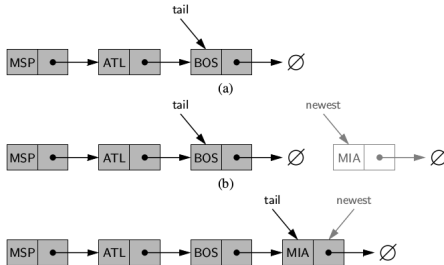 tail
MSP ATL BOS ∅
(a)
tail newest
MSP ATL BOS ∅ MIA ∅
(b)
tail newest
MSP ATL BOS MIA ∅